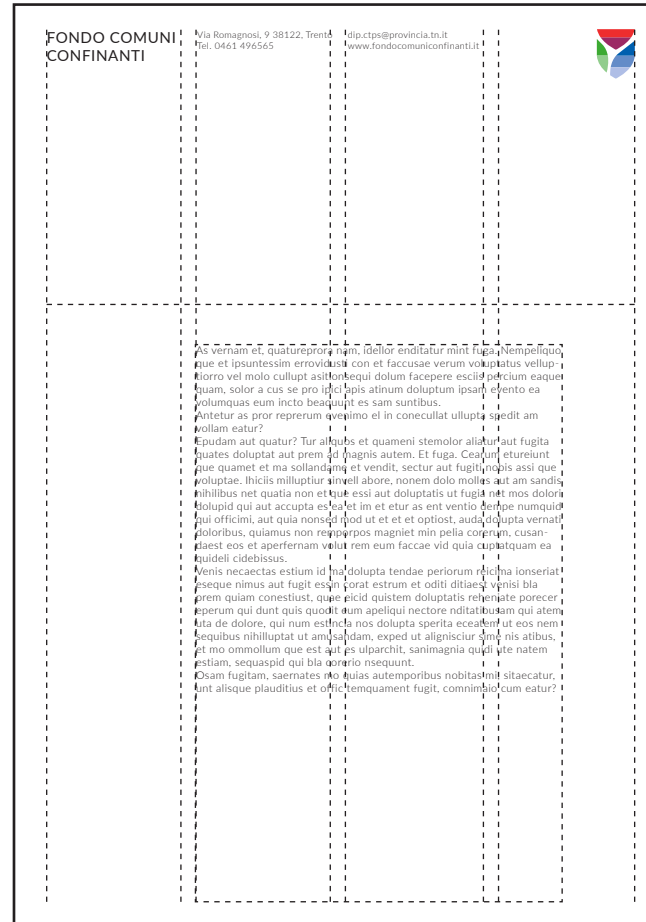 FONDO COMUNI
CONFINANTI
Via Romagnosi, 9 38122, Trento
Tel. 0461 496565
dip.ctps@provincia.tn.it
www.fondocomuniconfinanti.it
As vernam et, quatureprora nam, idellor enditatur mint fuga. Nempeliquo
que et ipsuntessim errovidusti con et faccusae verum voluptatus vellup-
tiorro vel molo cullupt asitionsequi dolum facepere esciis percium eaque
quam, solor a cus se pro ipici apis atinum doluptum ipsam evento ea
volumquas eum incto beaquunt es sam suntibus.
Antetur as pror reprerum evenimo el in conecullat ullupta spedit am
vollam eatur?
Epudam aut quatur? Tur aliquos et quameni stemolor aliatur aut fugita
quates doluptat aut prem ad magnis autem. Et fuga. Cearum etureiunt
que quamet et ma sollandame et vendit, sectur aut fugiti nobis assi que
voluptae. Ihiciis milluptiur sinvell abore, nonem dolo molles aut am sandis
nihilibus net quatia non et que essi aut doluptatis ut fugia net mos dolori
dolupid qui aut accupta es ea et im et etur as ent ventio dempe numquid
qui officimi, aut quia nonsed mod ut et et et optiost, auda dolupta vernati
doloribus, quiamus non remporpos magniet min pelia corerum, cusan-
daest eos et aperfernam volut rem eum faccae vid quia cuptatquam ea
quideli cidebissus.
Venis necaectas estium id ma dolupta tendae periorum reicima ionseriat
eseque nimus aut fugit essin corat estrum et oditi ditiaest venisi bla
prem quiam conestiust, quae eicid quistem doluptatis reheniate porecer
eperum qui dunt quis quodit eum apeliqui nectore nditatibusam qui atem
uta de dolore, qui num estincia nos dolupta sperita eceatem ut eos nem
sequibus nihilluptat ut amusandam, exped ut alignisciur sime nis atibus,
et mo ommollum que est aut es ulparchit, sanimagnia quidi ute natem
estiam, sequaspid qui bla corerio nsequunt.
Osam fugitam, saernates mo quias autemporibus nobitas mil sitaecatur,
unt alisque plauditius et offic temquament fugit, comnimaio cum eatur?